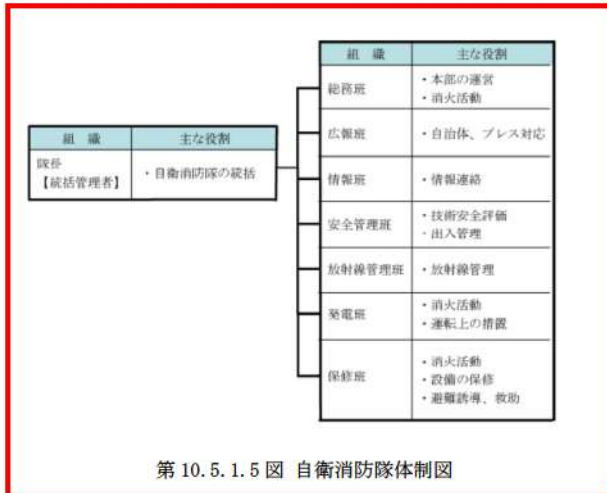 組　織　主な役割
隊長
【統括管理者】
・自衛消防隊の統括
組　織　主な役割
総務班
・本部の運営
・消火活動
広報班
・自治体、プレス対応
情報班
・情報連絡
安全管理班
・技術安全評価
・出入管理
放射線管理班
・放射線管理
発電班
・消火活動
・運転上の措置
保修班
・消火活動
・設備の保修
・避難誘導、救助
第 10.5.1.5 図 自衛消防隊体制図